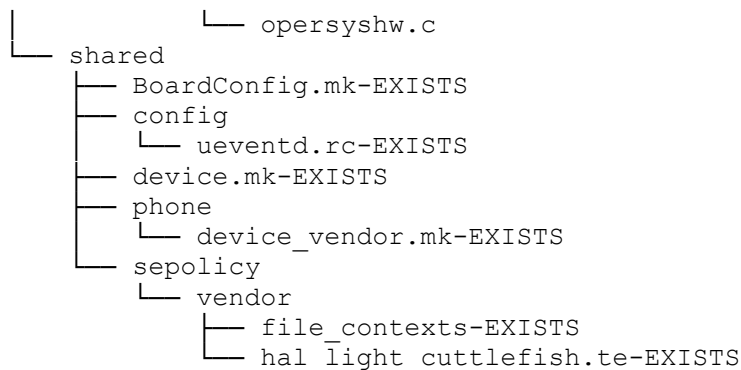 │           └── opersyshw.c
└── shared
    ├── BoardConfig.mk-EXISTS
    ├── config
    │   └── ueventd.rc-EXISTS
    ├── device.mk-EXISTS
    ├── phone
    │   └── device_vendor.mk-EXISTS
    └── sepolicy
        └── vendor
            ├── file_contexts-EXISTS
            └── hal_light_cuttlefish.te-EXISTS